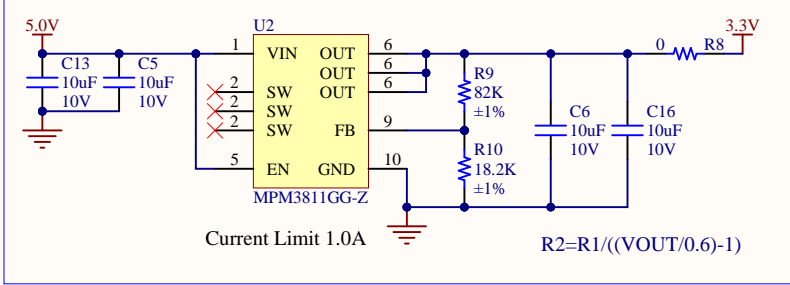 5.0V
C13
10uF
10V
C5
10uF
10V
U2
1 VIN OUT 6
OUT 6
2 SW OUT 6
2 SW
2 SW FB 9
5 EN GND 10
MPM3811GG-Z
R9
82K
±1%
R10
18.2K
±1%
C6
10uF
10V
C16
10uF
10V
0 R8
3.3V
Current Limit 1.0A
R2=R1/((VOUT/0.6)-1)